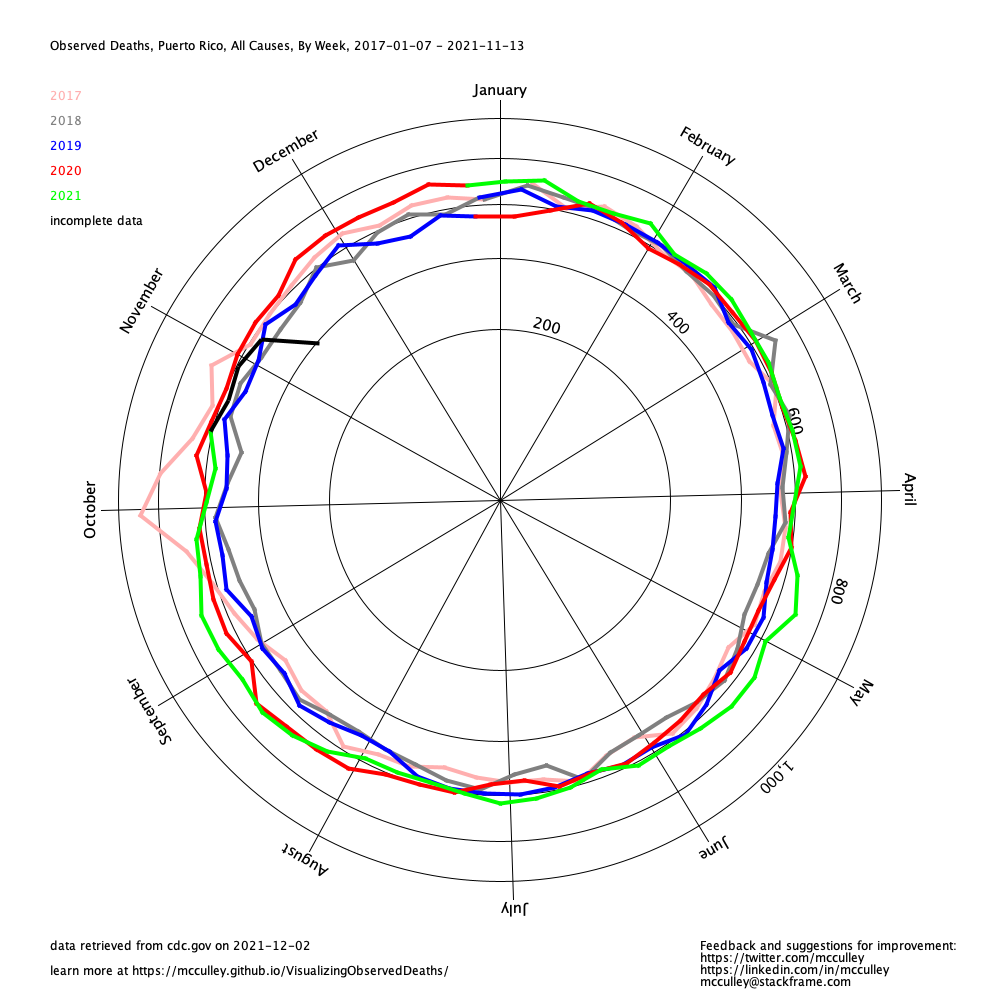 Observed Deaths, Puerto Rico, All Causes, By Week, 2017-01-07 - 2021-11-13
2017
2018
2019
2020
2021
incomplete data
January
February
March
April
May
June
July
August
September
October
November
December
200
400
600
800
1,000
data retrieved from cdc.gov on 2021-12-02
learn more at https://mcculley.github.io/VisualizingObservedDeaths/
Feedback and suggestions for improvement:
https://twitter.com/mcculley
https://linkedin.com/in/mcculley
mcculley@stackframe.com